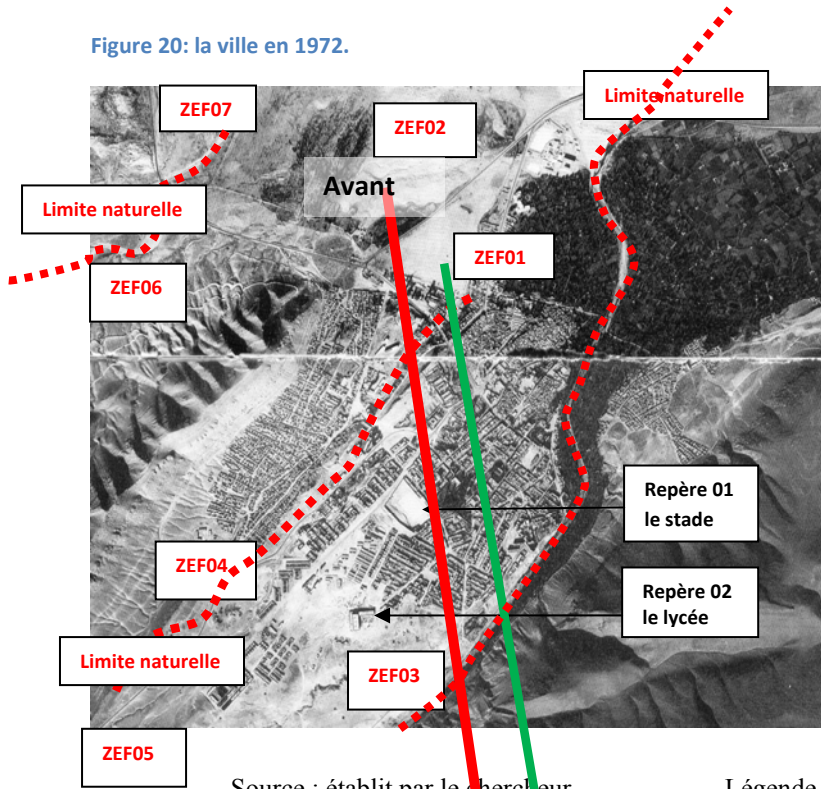 Figure 20: la ville en 1972.
Limite naturelle
ZEF07
ZEF02
Avant
Limite naturelle
ZEF01
ZEF06
Repère 01
le stade
ZEF04
Repère 02
le lycée
Limite naturelle
ZEF03
ZEF05
Source : établit par le chercheur
Légende